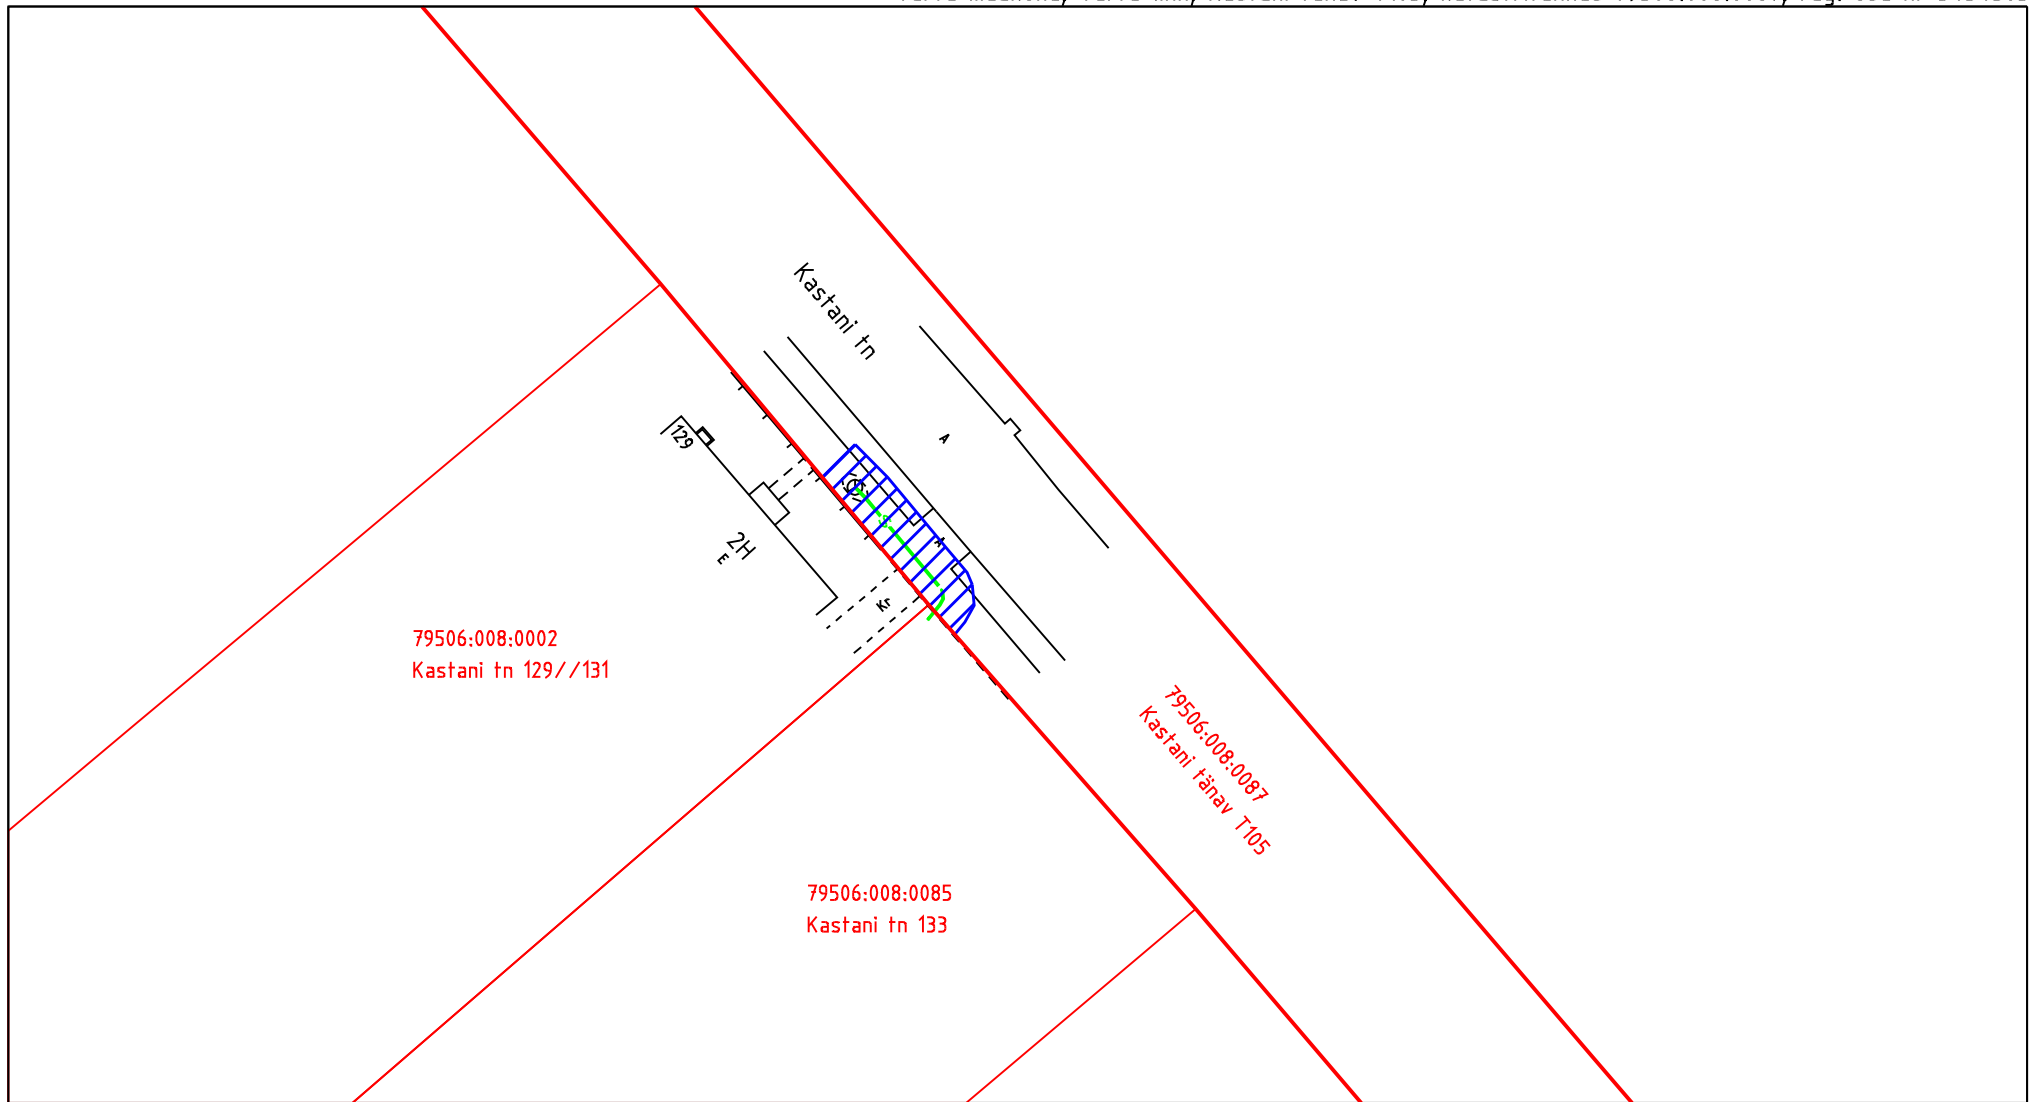 Kastani tn
A
129
A
2H
E
Kr
79506:008:0002
Kastani tn 129//131
79506:008:0087
Kastani tänav T105
79506:008:0085
Kastani tn 133